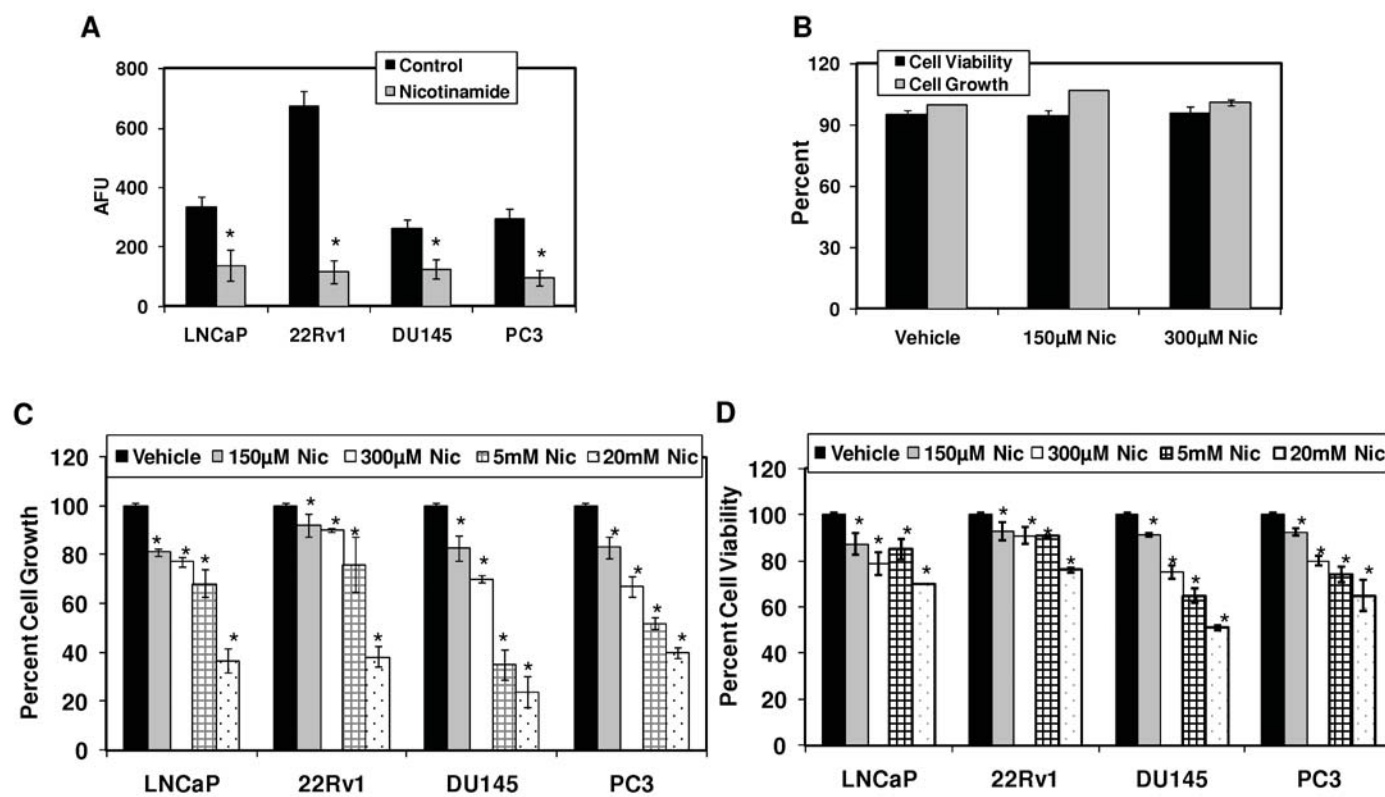 A
Control
Nicotinamide
AFU
800
600
400
200
0
*
*
*
*
LNCaP 22Rv1 DU145 PC3
B
Cell Viability
Cell Growth
Percent
120
90
60
30
0
Vehicle 150µM Nic 300µM Nic
C
Vehicle 150µM Nic 300µM Nic 5mM Nic 20mM Nic
Percent Cell Growth
120
100
80
60
40
20
0
* * * *
* * * *
* * * *
* * * *
LNCaP 22Rv1 DU145 PC3
D
Vehicle 150µM Nic 300µM Nic 5mM Nic 20mM Nic
Percent Cell Viability
120
100
80
60
40
20
0
* * * *
* * * *
* * * *
* * * *
LNCaP 22Rv1 DU145 PC3